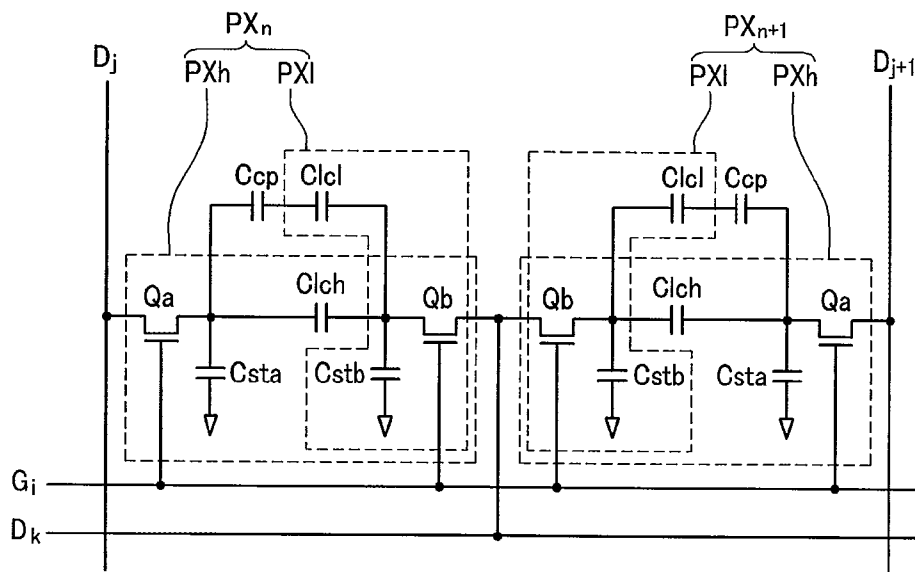 PXn PXn+1
Dj PXh PXl PXl PXh Dj+1
Ccp Clcl Clcl Ccp
Qa Clch Qb Qb Clch Qa
Csta Cstb Cstb Csta
Gi
Dk